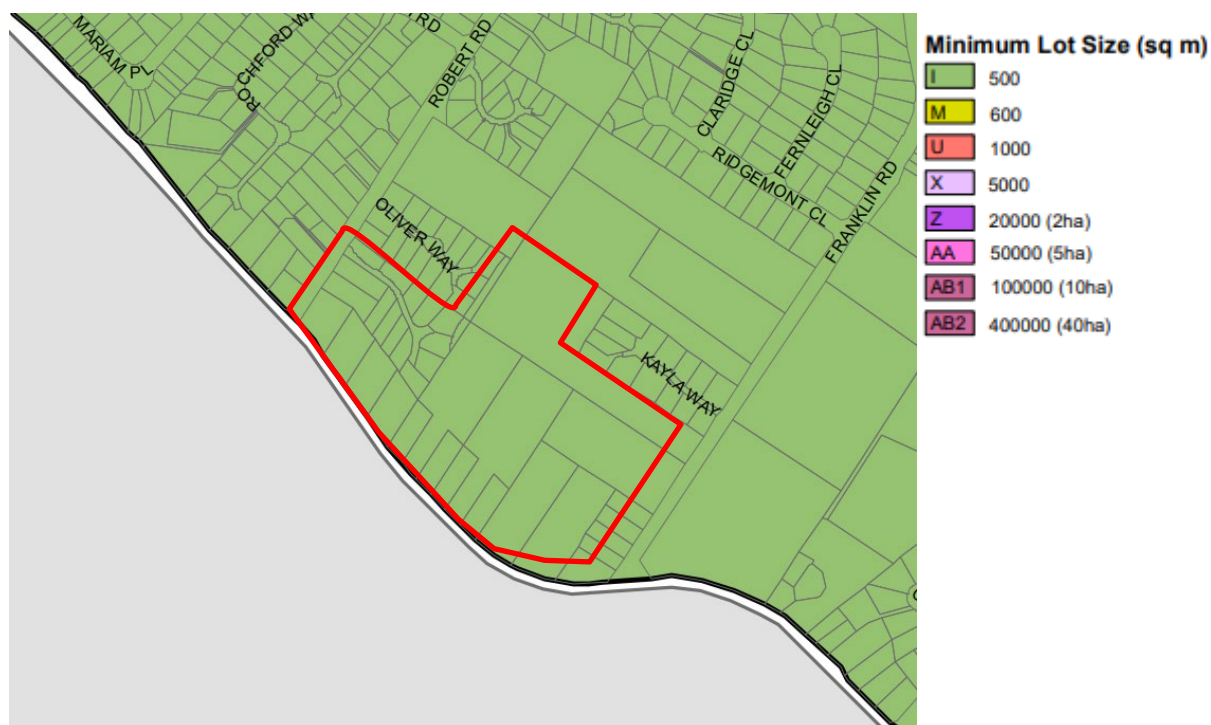 MARIAM PL
ROCHFORD WA
RD
ROBERT RD
CLARIDGE CL
FERNLEIGH CL
RIDGEMONT CL
FRANKLIN RD
OLIVER WAY
KAYLA WAY
Minimum Lot Size (sq m)
I 500
M 600
U 1000
X 5000
Z 20000 (2ha)
AA 50000 (5ha)
AB1 100000 (10ha)
AB2 400000 (40ha)